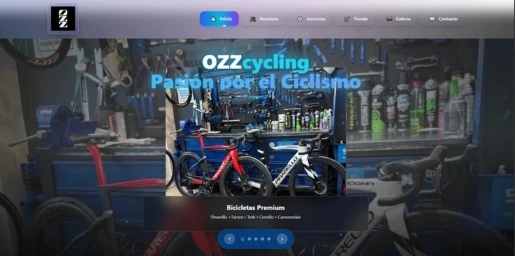 Inicio
Nosotros
Servicios
Tienda
Galería
Contacto
OZZcycling
Pasión por el Ciclismo
Bicicletas Premium
Pinarello • Factor • Trek • Cervélo • Cannondale